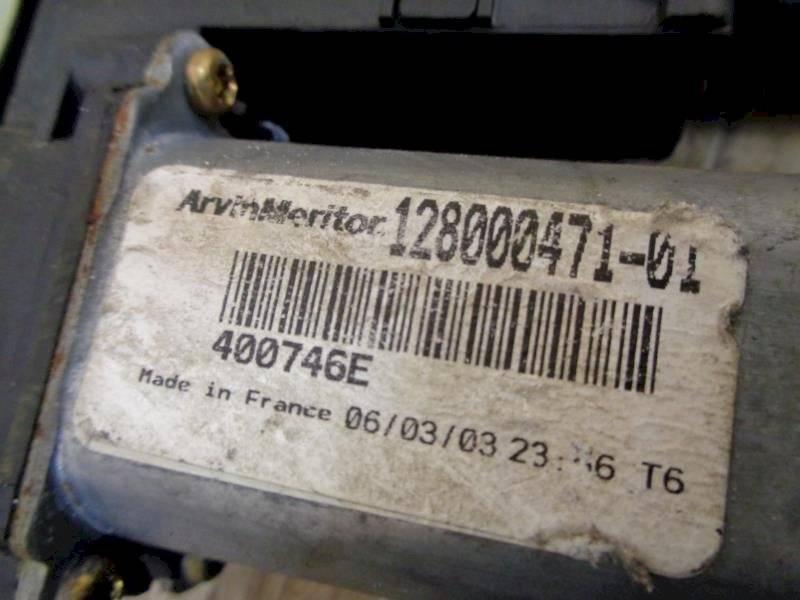 ArvinMeritor 128000471-01
400746E
Made in France 06/03/03 T6